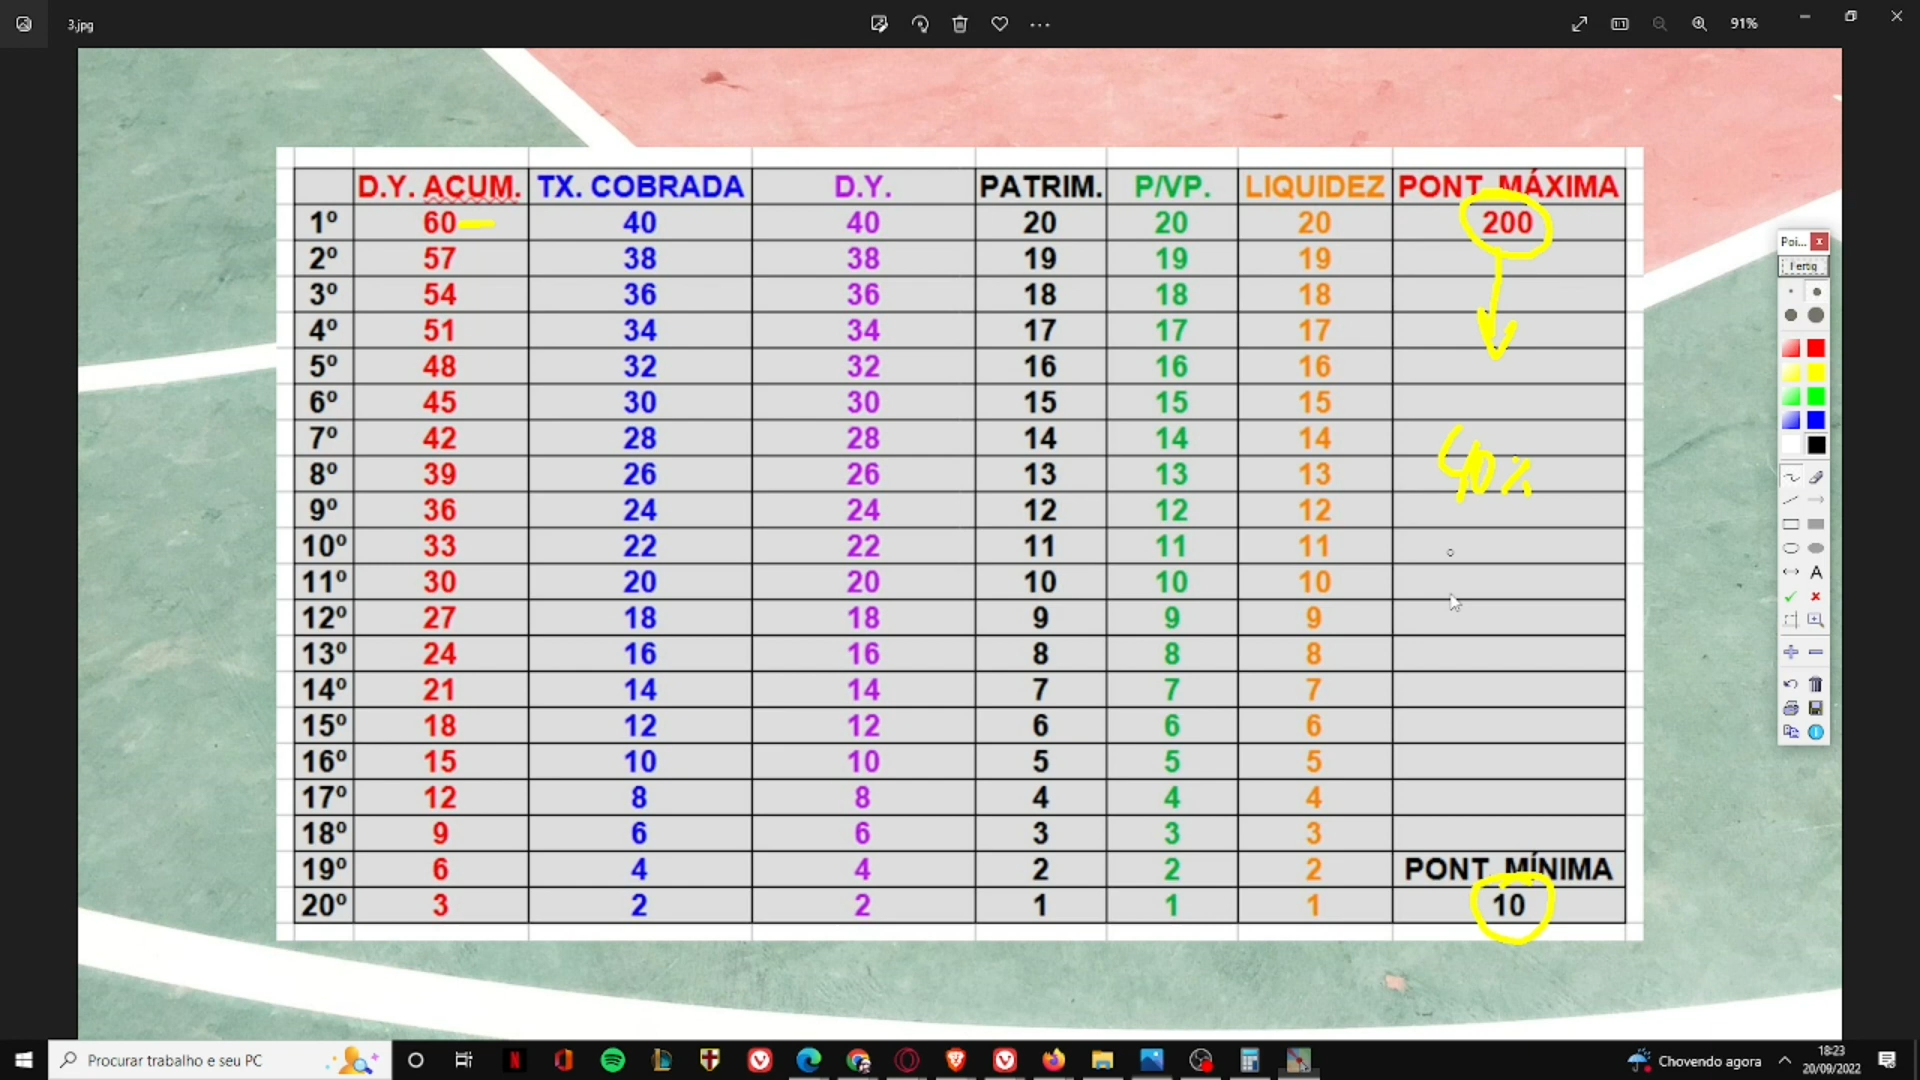 3.jpg
91%
D.Y. ACUM. TX. COBRADA D.Y. PATRIM. P/VP. LIQUIDEZ PONT. MÁXIMA
1º 60 40 40 20 20 20 200
2º 57 38 38 19 19 19
3º 54 36 36 18 18 18
4º 51 34 34 17 17 17
5º 48 32 32 16 16 16
6º 45 30 30 15 15 15
7º 42 28 28 14 14 14
40%
8º 39 26 26 13 13 13
9º 36 24 24 12 12 12
10º 33 22 22 11 11 11
11º 30 20 20 10 10 10
12º 27 18 18 9 9 9
13º 24 16 16 8 8 8
14º 21 14 14 7 7 7
15º 18 12 12 6 6 6
16º 15 10 10 5 5 5
17º 12 8 8 4 4 4
18º 9 6 6 3 3 3
19º 6 4 4 2 2 2 PONT. MÍNIMA
20º 3 2 2 1 1 1 10
Poi...
A
Procurar trabalho e seu PC
Chovendo agora
18:23
20/09/2022